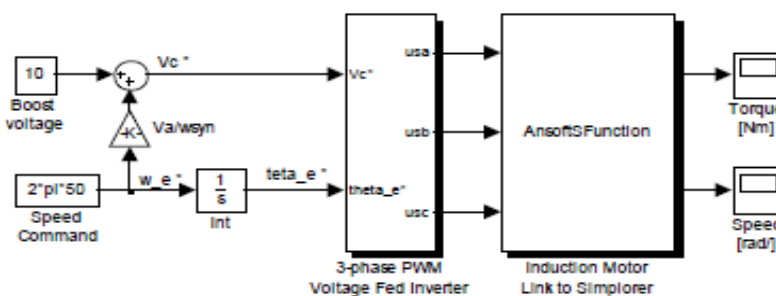 10
Boost
voltage
+
+
Vc *
-K-
Va/wsyn
2*pi*50
Speed
Command
w_e *
1
s
Int
teta_e *
Vc*
theta_e*
usa
usb
usc
3-phase PWM
Voltage Fed Inverter
AnsoftSFunction
Induction Motor
Link to Simplorer
Torque
[Nm]
Speed
[rad/]